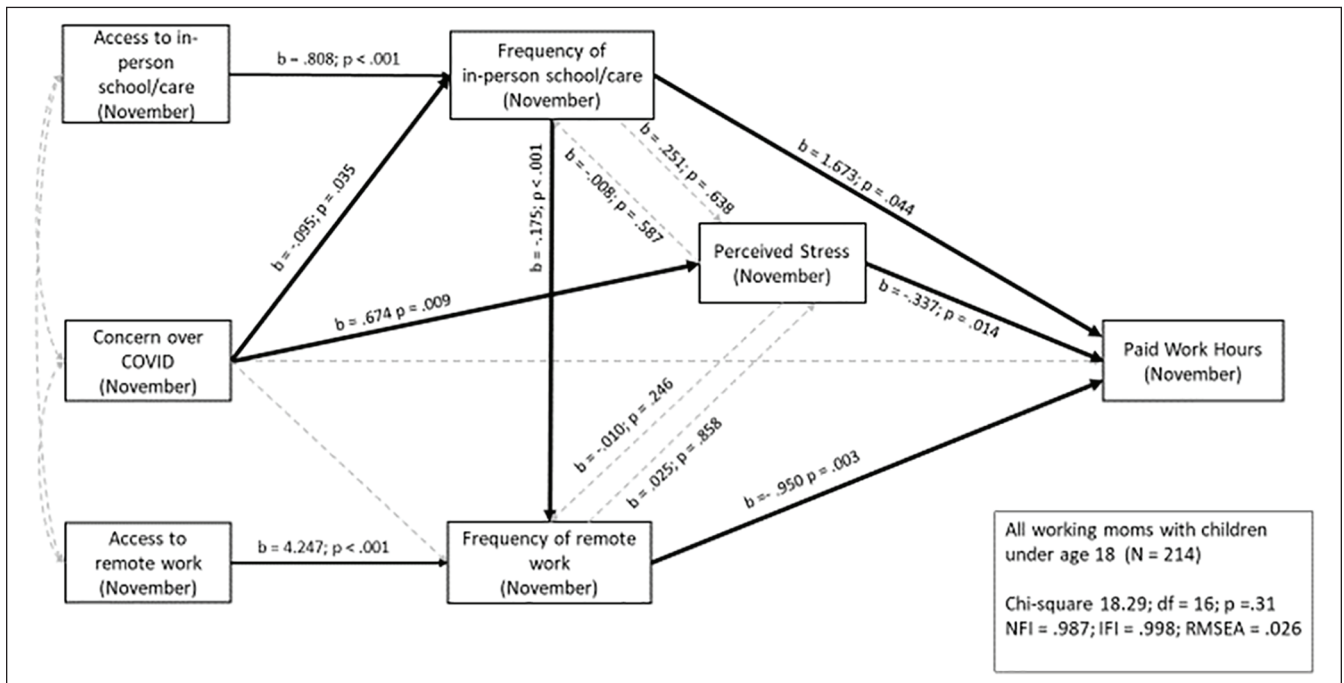 Access to in-
person
school/care
(November)
b = .808; p < .001
Frequency of
in-person school/care
(November)
b = -.095; p = .035
b = -.175; p < .001
b = -.008; p = .587
b = .251; p = .638
b = 1.673; p = .044
Perceived Stress
(November)
b = .674 p = .009
b = -.337; p = .014
Concern over
COVID
(November)
Paid Work Hours
(November)
b = -.010; p = .246
b = .025; p = .858
b =- .950 p = .003
Access to
remote work
(November)
b = 4.247; p < .001
Frequency of remote
work
(November)
All working moms with children
under age 18 (N = 214)
Chi-square 18.29; df = 16; p =.31
NFI = .987; IFI = .998; RMSEA = .026